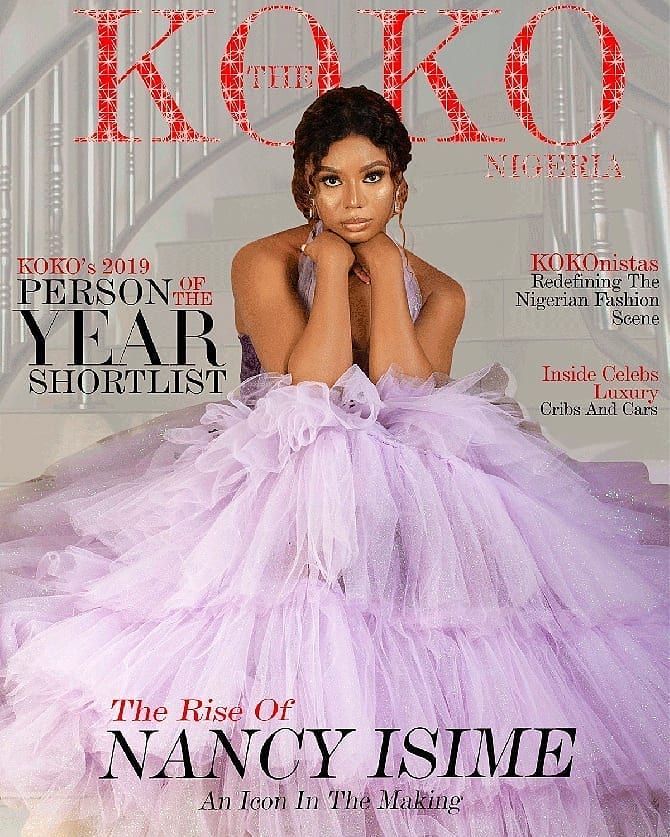 THE KOKO
NIGERIA
KOKO's 2019
PERSON OF THE
YEAR
SHORTLIST
KOKOnistas
Redefining The
Nigerian Fashion
Scene
Inside Celebs
Luxury
Cribs And Cars
The Rise Of
NANCY ISIME
An Icon In The Making